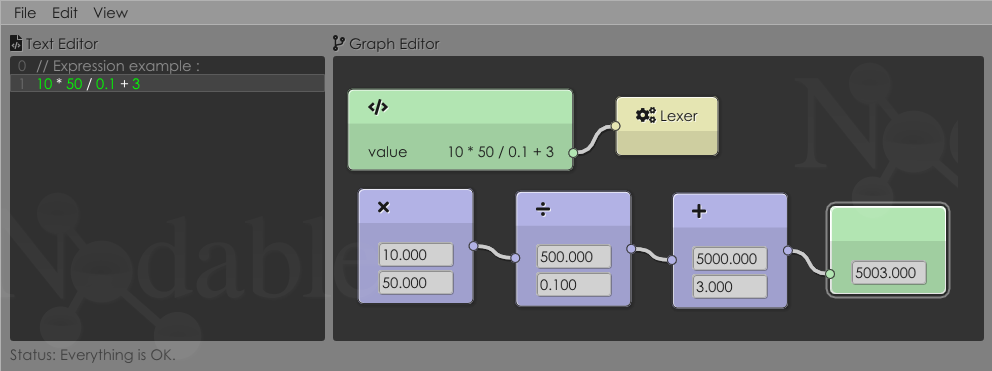 File Edit View
Text Editor
0 // Expression example :
1 10 * 50 / 0.1 + 3
Graph Editor
</>
value 10 * 50 / 0.1 + 3
Lexer
×
10.000
50.000
÷
500.000
0.100
+
5000.000
3.000
5003.000
Nodable
N
Status: Everything is OK.